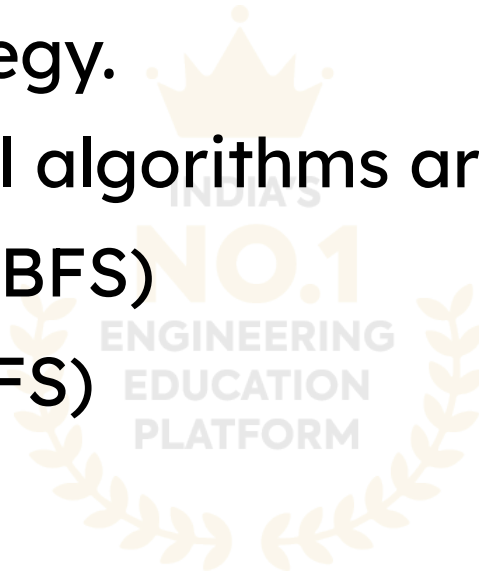 egy.
l algorithms ar
INDIA'S
BFS)
NO.1
ENGINEERING
FS)
EDUCATION
PLATFORM